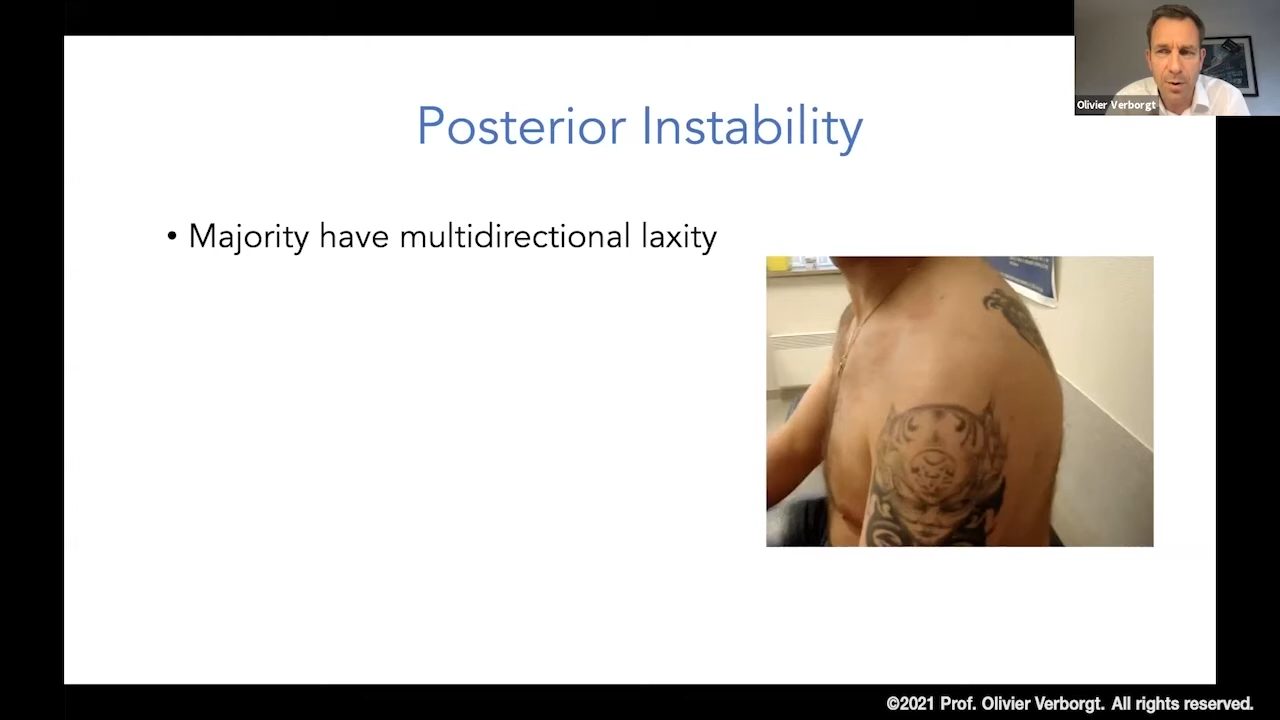 Olivier Verborgt
Posterior Instability
• Majority have multidirectional laxity
©2021 Prof. Olivier Verborgt. All rights reserved.